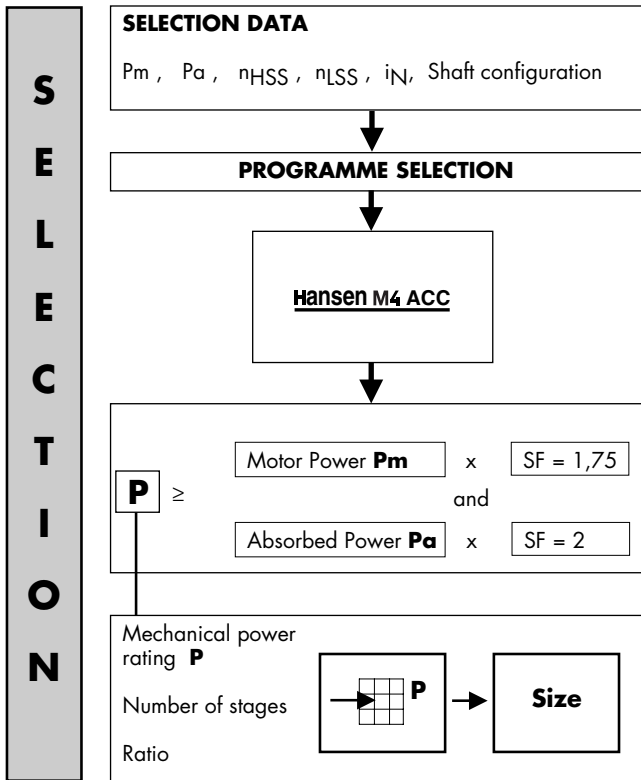 SELECTION
SELECTION DATA
Pm , Pa , nHSS , nLSS , iN, Shaft configuration
PROGRAMME SELECTION
Hansen M4 ACC
Motor Power Pm x SF = 1,75
P ≥
and
Absorbed Power Pa x SF = 2
Mechanical power
rating P
Number of stages
Ratio
P
Size